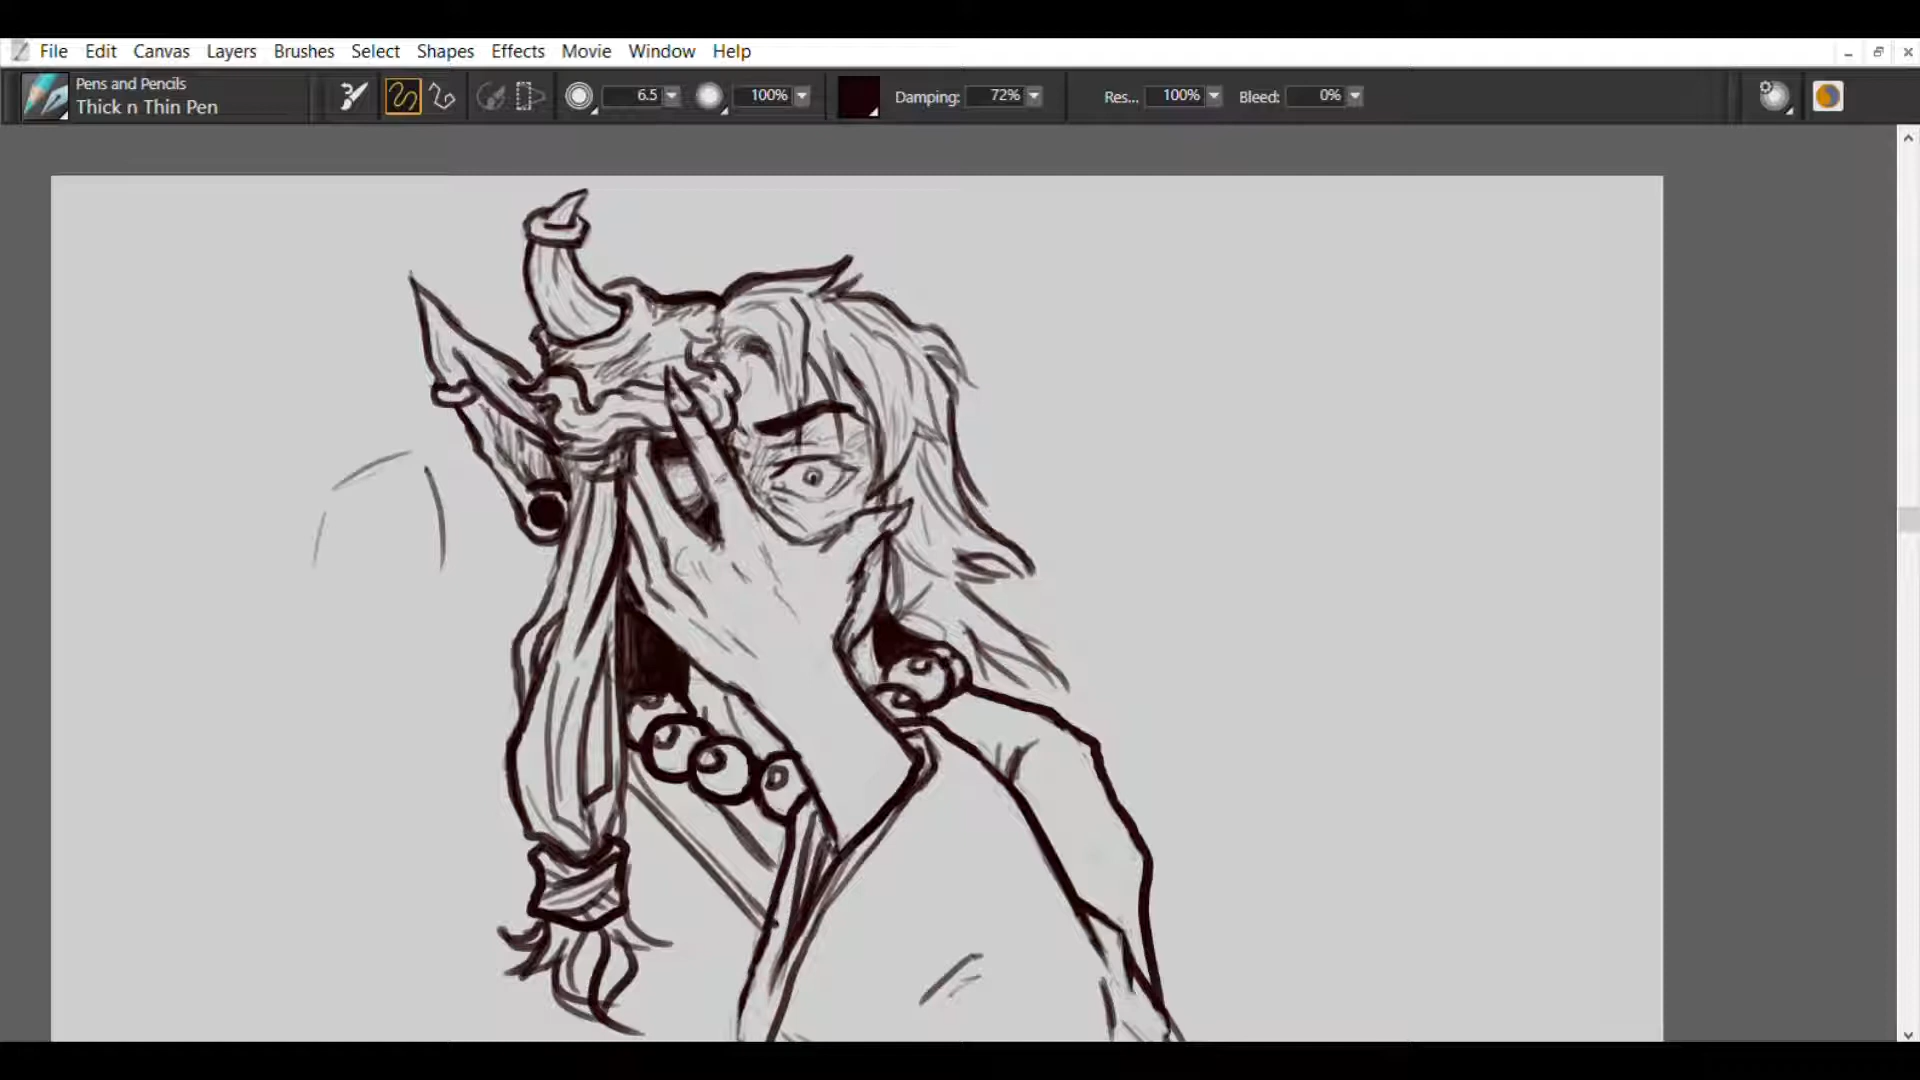 File Edit Canvas Layers Brushes Select Shapes Effects Movie Window Help
Pens and Pencils
Thick n Thin Pen
6.5 100% Damping: 72% Res... 100% Bleed: 0%